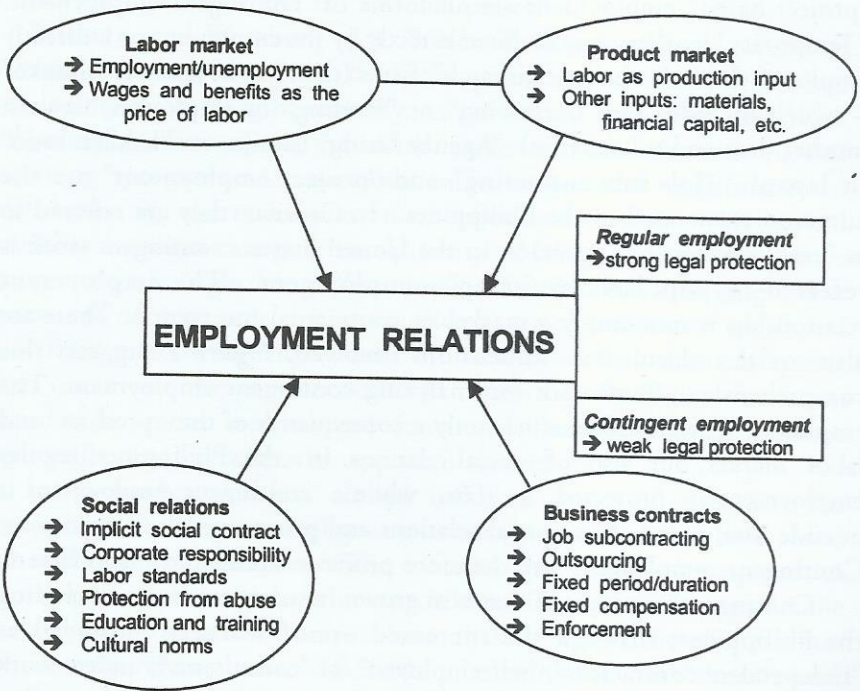 Labor market
➔ Employment/unemployment
➔ Wages and benefits as the
price of labor
Product market
➔ Labor as production input
➔ Other inputs: materials,
financial capital, etc.
Regular employment
➔ strong legal protection
EMPLOYMENT RELATIONS
Contingent employment
➔ weak legal protection
Social relations
➔ Implicit social contract
➔ Corporate responsibility
➔ Labor standards
➔ Protection from abuse
➔ Education and training
➔ Cultural norms
Business contracts
➔ Job subcontracting
➔ Outsourcing
➔ Fixed period/duration
➔ Fixed compensation
➔ Enforcement